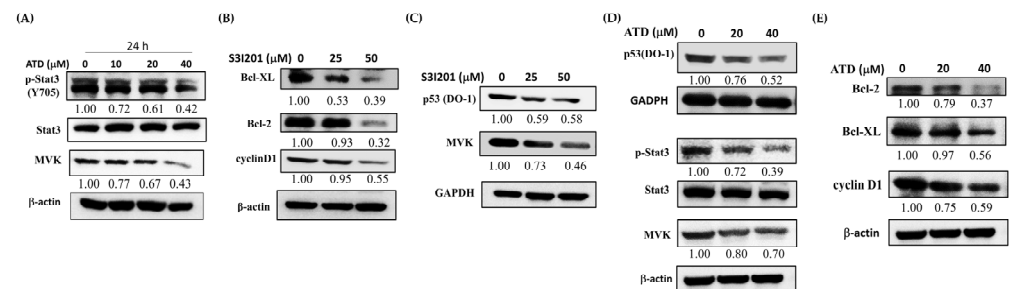 (A)
24 h
ATD (μM) 0 10 20 40
p-Stat3
(Y705)
1.00 0.72 0.61 0.42
Stat3
MVK
1.00 0.77 0.67 0.43
β-actin
(B)
S3I201 (μM) 0 25 50
Bcl-XL
1.00 0.53 0.39
Bcl-2
1.00 0.93 0.32
cyclinD1
1.00 0.95 0.55
β-actin
(C)
S3I201 (μM) 0 25 50
p53 (DO-1)
1.00 0.59 0.58
MVK
1.00 0.73 0.46
GAPDH
(D)
ATD (μM) 0 20 40
p53(DO-1)
1.00 0.76 0.52
GADPH
p-Stat3
1.00 0.72 0.39
Stat3
MVK
1.00 0.80 0.70
β-actin
(E)
ATD (μM) 0 20 40
Bcl-2
1.00 0.79 0.37
Bcl-XL
1.00 0.97 0.56
cyclin D1
1.00 0.75 0.59
β-actin